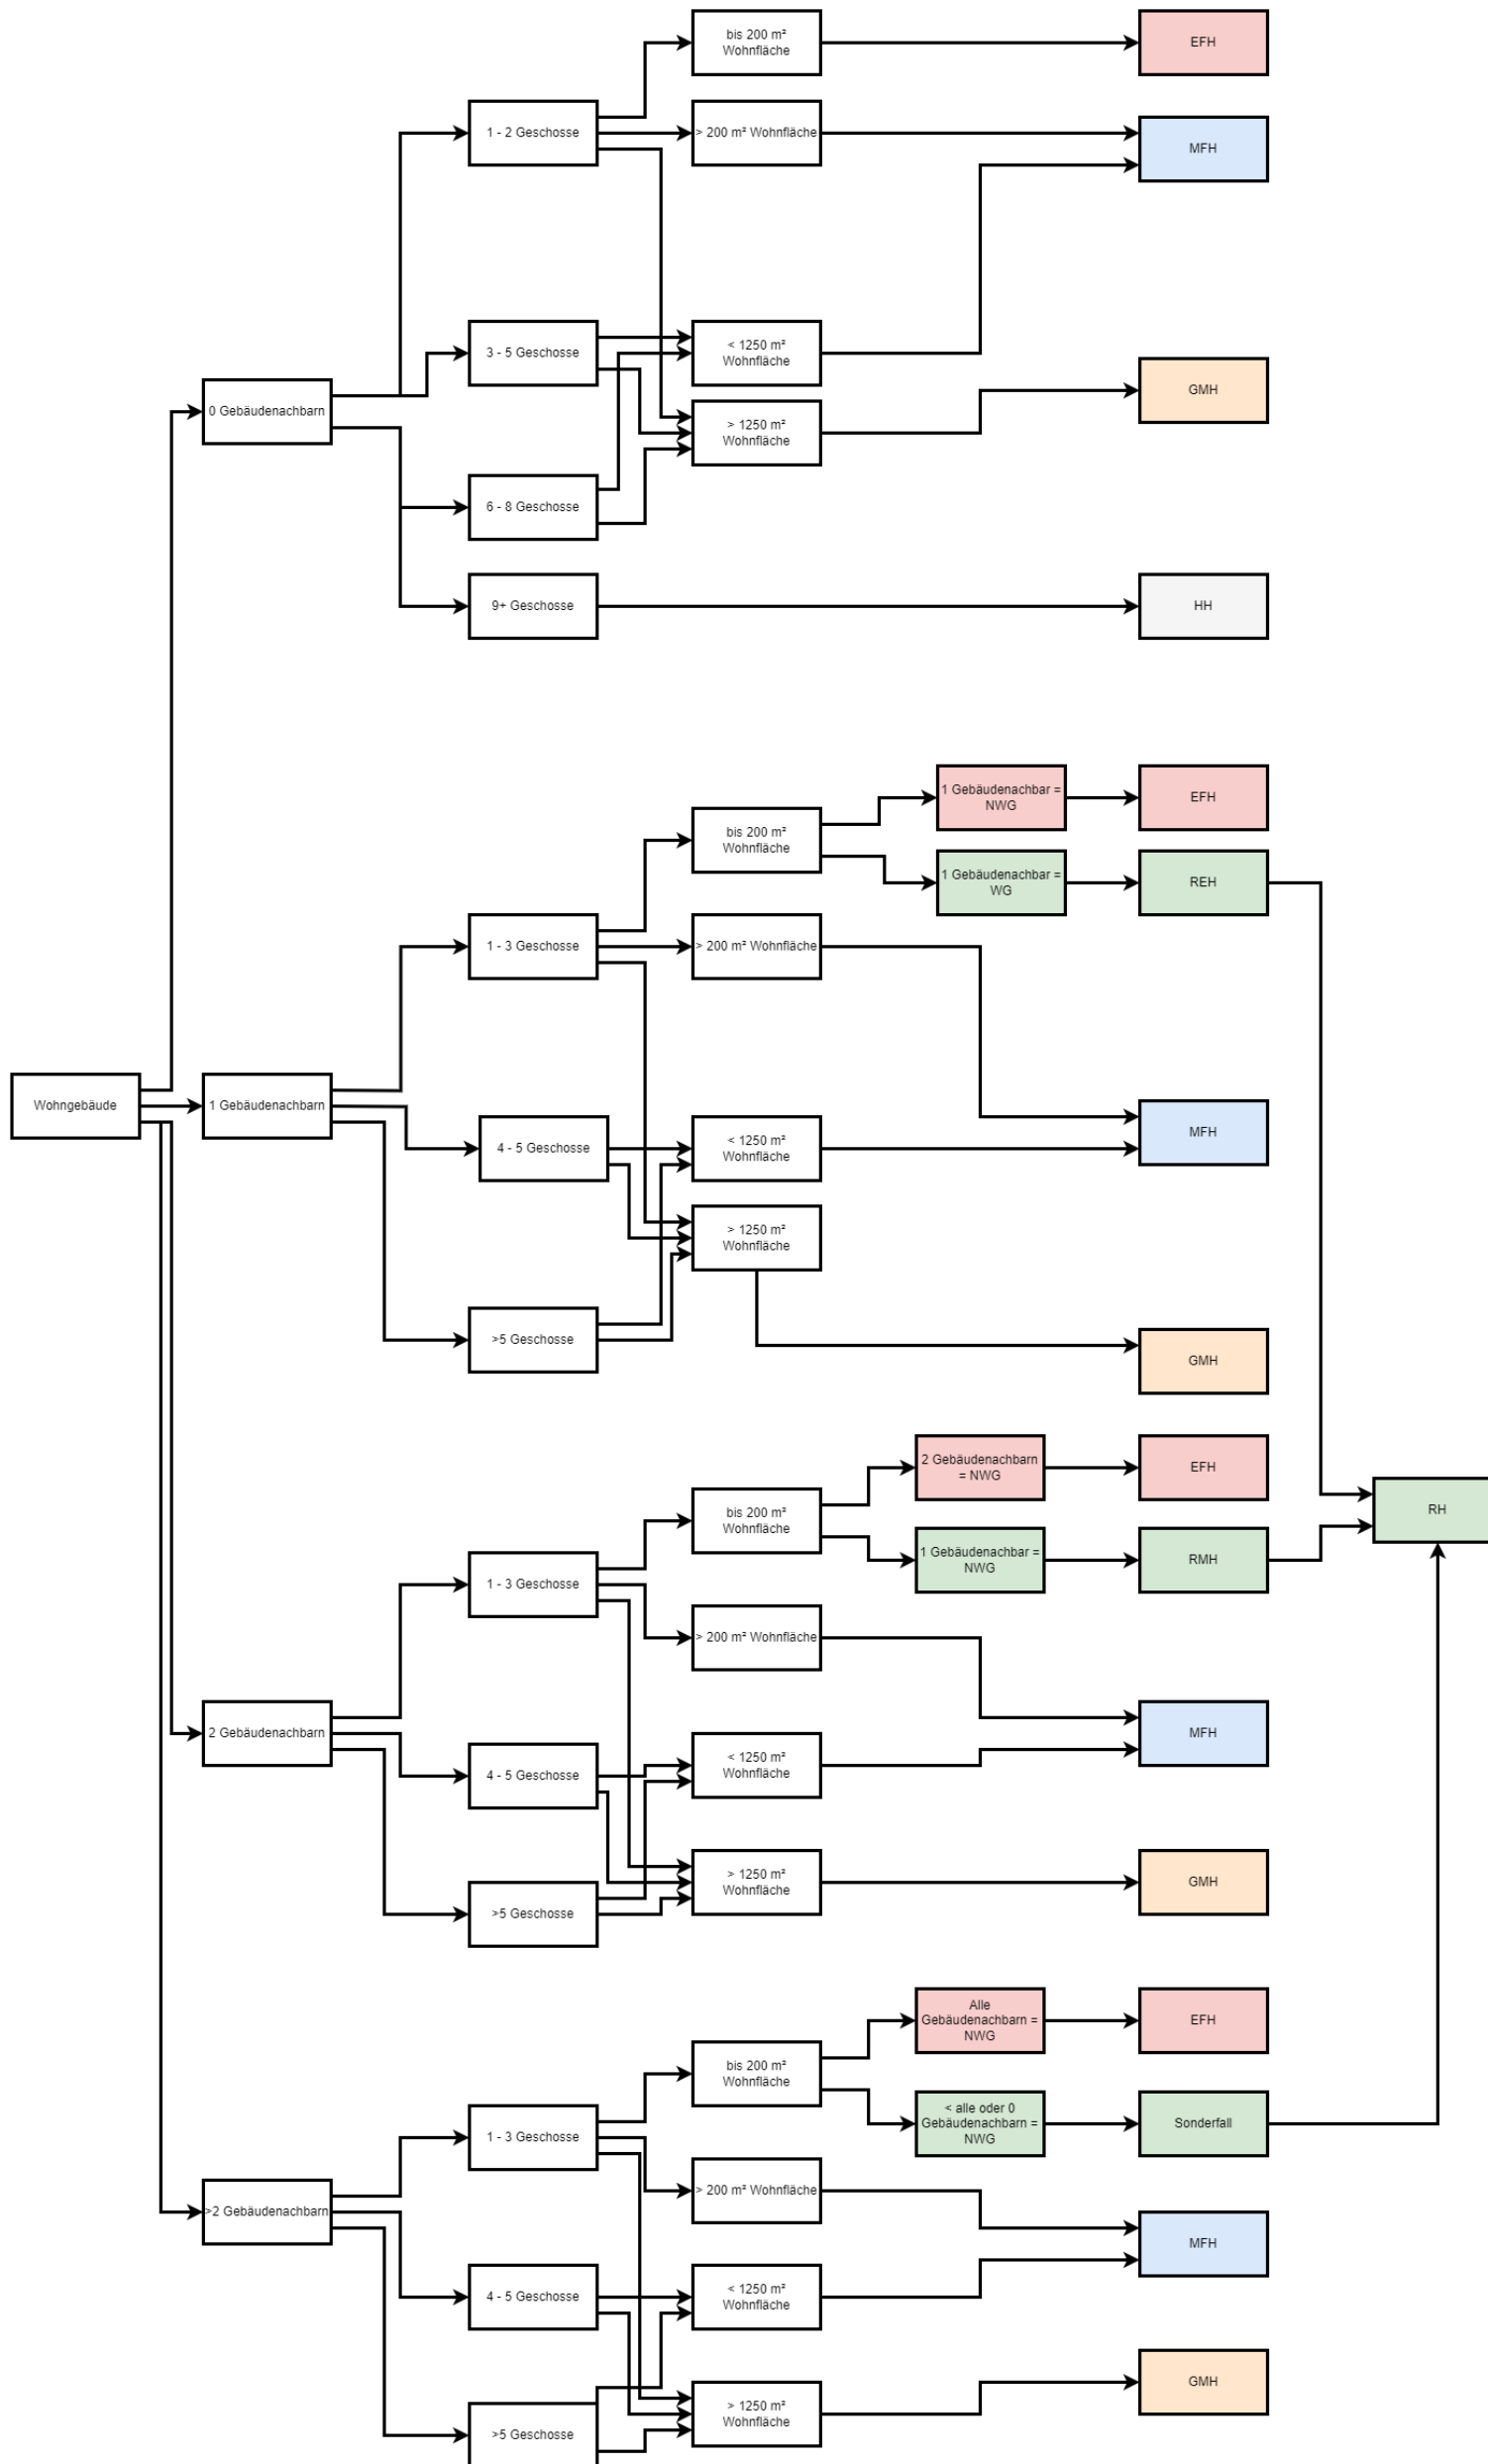 bis 200 m²
Wohnfläche
EFH
1 - 2 Geschosse
> 200 m² Wohnfläche
MFH
3 - 5 Geschosse
< 1250 m²
Wohnfläche
GMH
0 Gebäudenachbarn
> 1250 m²
Wohnfläche
6 - 8 Geschosse
9+ Geschosse
HH
1 Gebäudenachbar =
NWG
EFH
bis 200 m²
Wohnfläche
1 Gebäudenachbar =
WG
REH
1 - 3 Geschosse
> 200 m² Wohnfläche
Wohngebäude
1 Gebäudenachbarn
4 - 5 Geschosse
< 1250 m²
Wohnfläche
MFH
> 1250 m²
Wohnfläche
>5 Geschosse
GMH
2 Gebäudenachbarn
= NWG
EFH
bis 200 m²
Wohnfläche
RH
1 Gebäudenachbar =
NWG
RMH
1 - 3 Geschosse
> 200 m² Wohnfläche
2 Gebäudenachbarn
MFH
4 - 5 Geschosse
< 1250 m²
Wohnfläche
> 1250 m²
Wohnfläche
GMH
>5 Geschosse
Alle
Gebäudenachbarn =
NWG
EFH
bis 200 m²
Wohnfläche
< alle oder 0
Gebäudenachbarn =
NWG
Sonderfall
1 - 3 Geschosse
> 200 m² Wohnfläche
>2 Gebäudenachbarn
MFH
4 - 5 Geschosse
< 1250 m²
Wohnfläche
GMH
> 1250 m²
Wohnfläche
>5 Geschosse